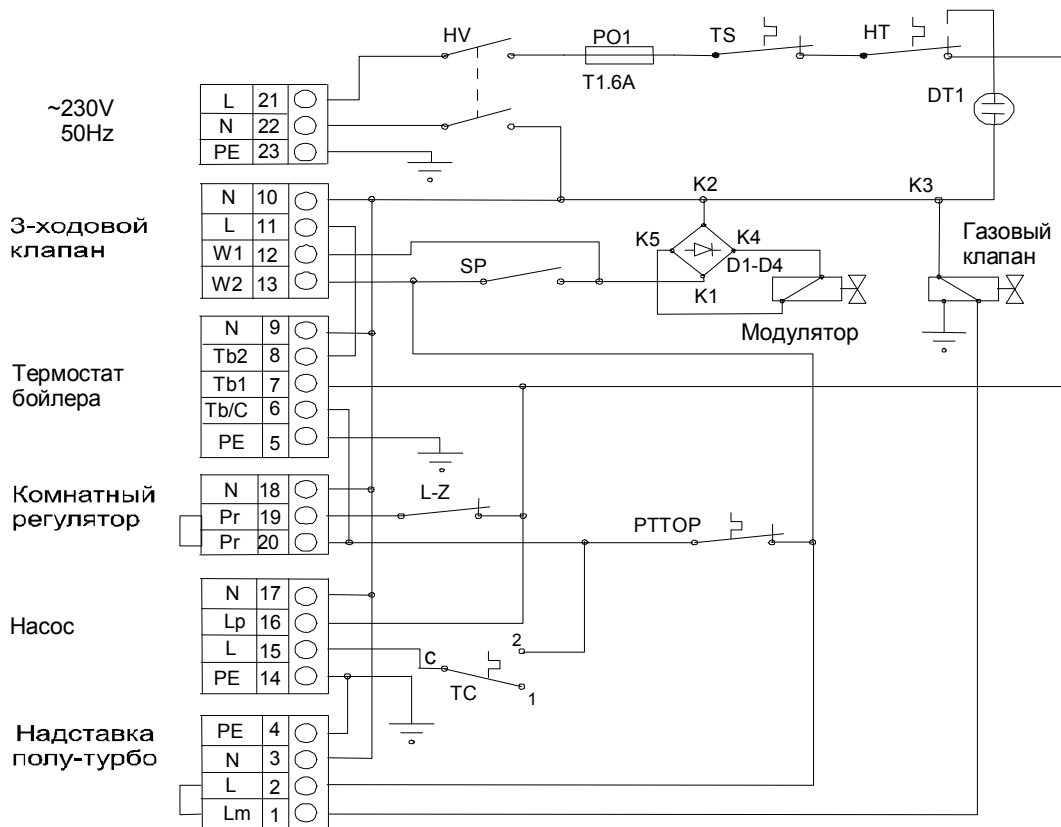 HV
PO1
TS
HT
T1.6A
DT1
~230V
50Hz
L 21
N 22
PE 23
3-ходовой
клапан
N 10
L 11
W1 12
W2 13
SP
K2
K5
K4
D1-D4
K1
Модулятор
K3
Газовый
клапан
Термостат
бойлера
N 9
Tb2 8
Tb1 7
Tb/C 6
PE 5
Комнатный
регулятор
N 18
Pr 19
Pr 20
L-Z
PTTOP
Насос
N 17
Lp 16
L 15
PE 14
C
TC
2
1
Надставка
полу-турбо
PE 4
N 3
L 2
Lm 1